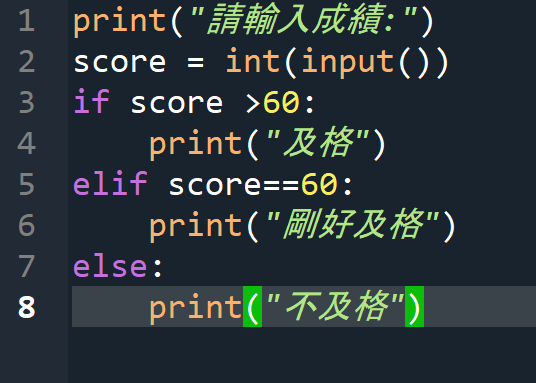 1 print("請輸入成績:")
2 score = int(input())
3 if score >60:
4     print("及格")
5 elif score==60:
6     print("剛好及格")
7 else:
8     print("不及格")